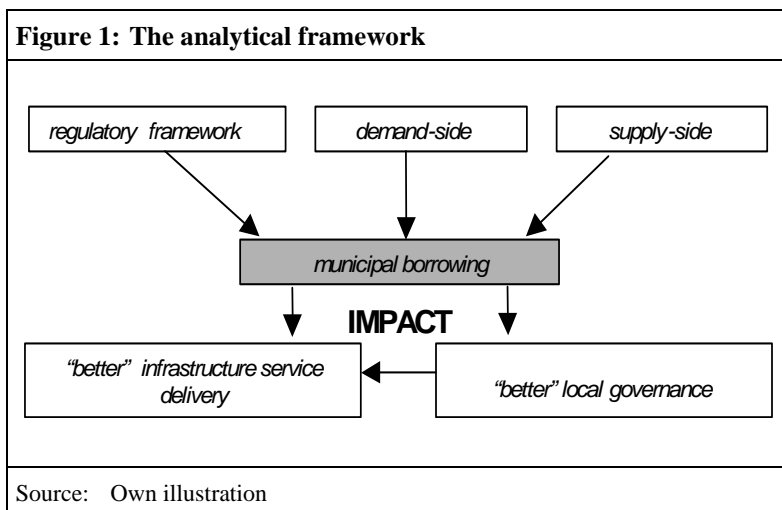 Figure 1: The analytical framework
regulatory framework
demand-side
supply-side
municipal borrowing
IMPACT
“better” infrastructure service
delivery
“better” local governance
Source: Own illustration